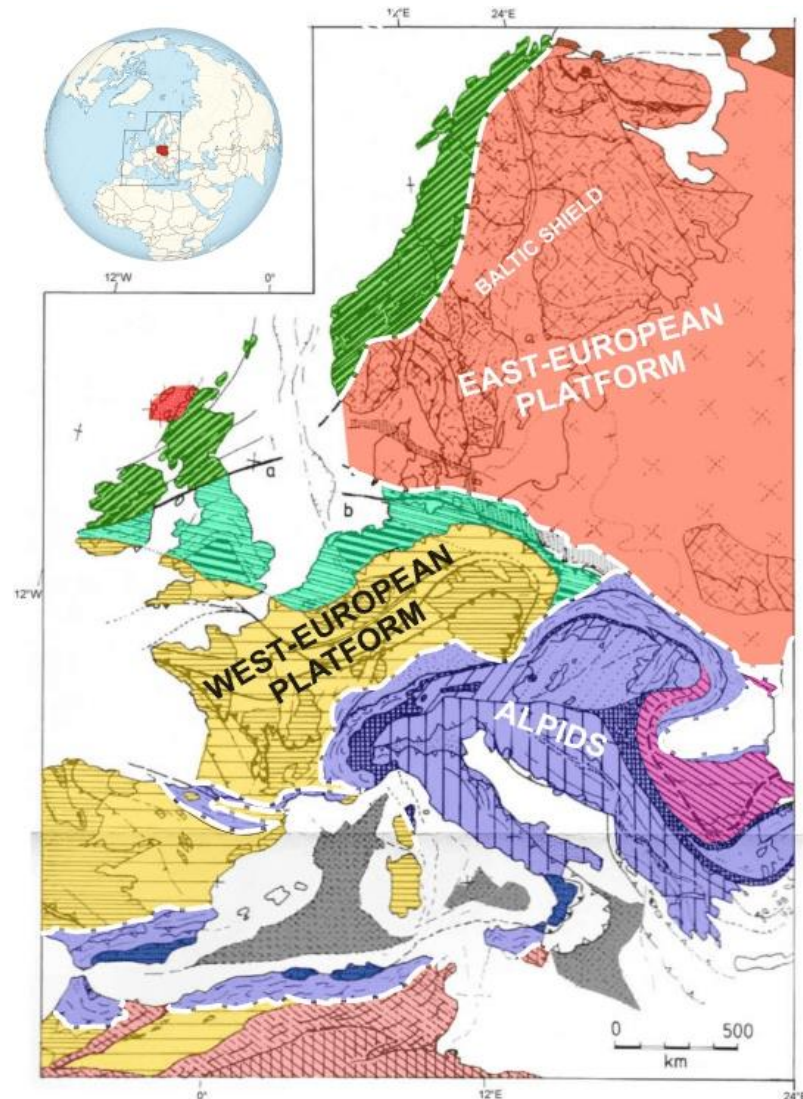 12°E
24°E
12°W
0°
BALTIC SHIELD
EAST-EUROPEAN
PLATFORM
a
a
b
12°W
WEST-EUROPEAN
PLATFORM
ALPIDS
0
500
km
0°
12°E
24°E